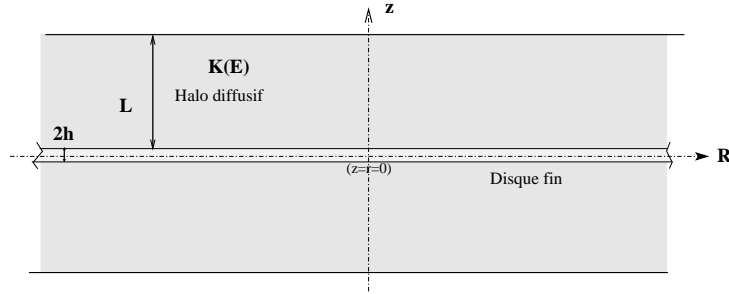 z
K(E)
Halo diffusif
L
2h
R
(z=r=0)
Disque fin